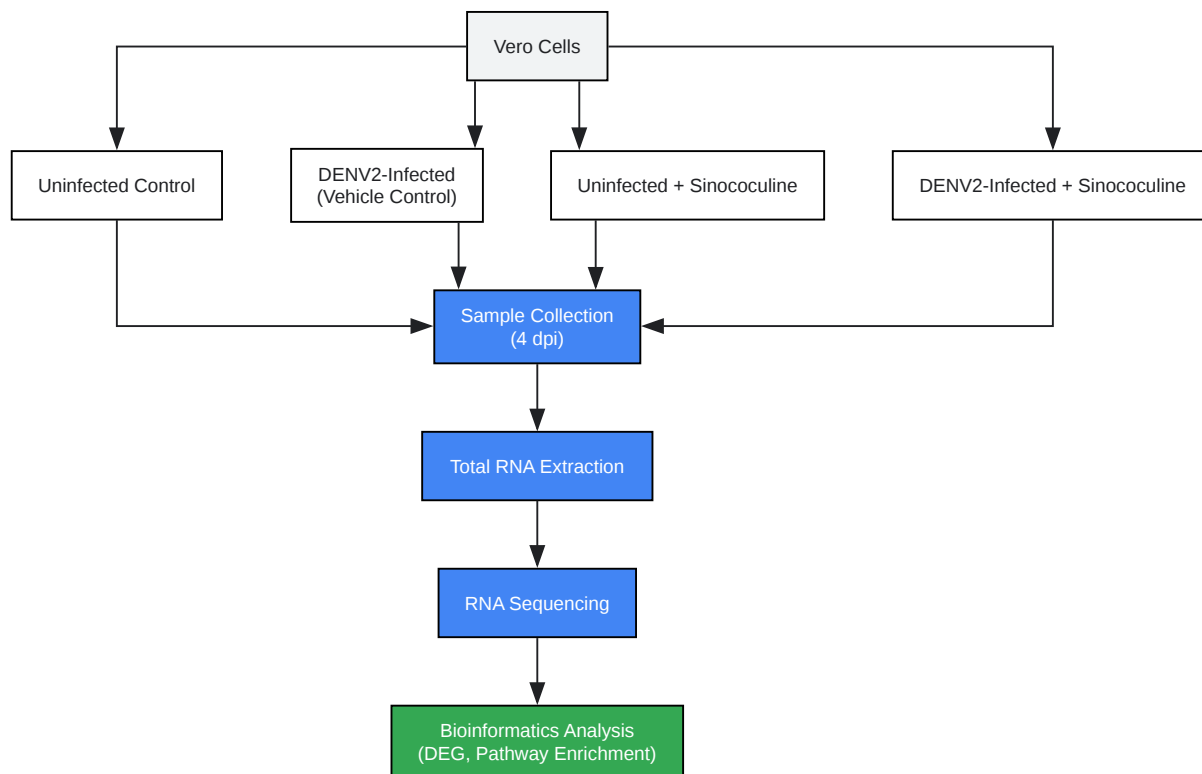 Vero Cells
Uninfected Control
DENV2-Infected
(Vehicle Control)
Uninfected + Sinococuline
DENV2-Infected + Sinococuline
Sample Collection
(4 dpi)
Total RNA Extraction
RNA Sequencing
Bioinformatics Analysis
(DEG, Pathway Enrichment)